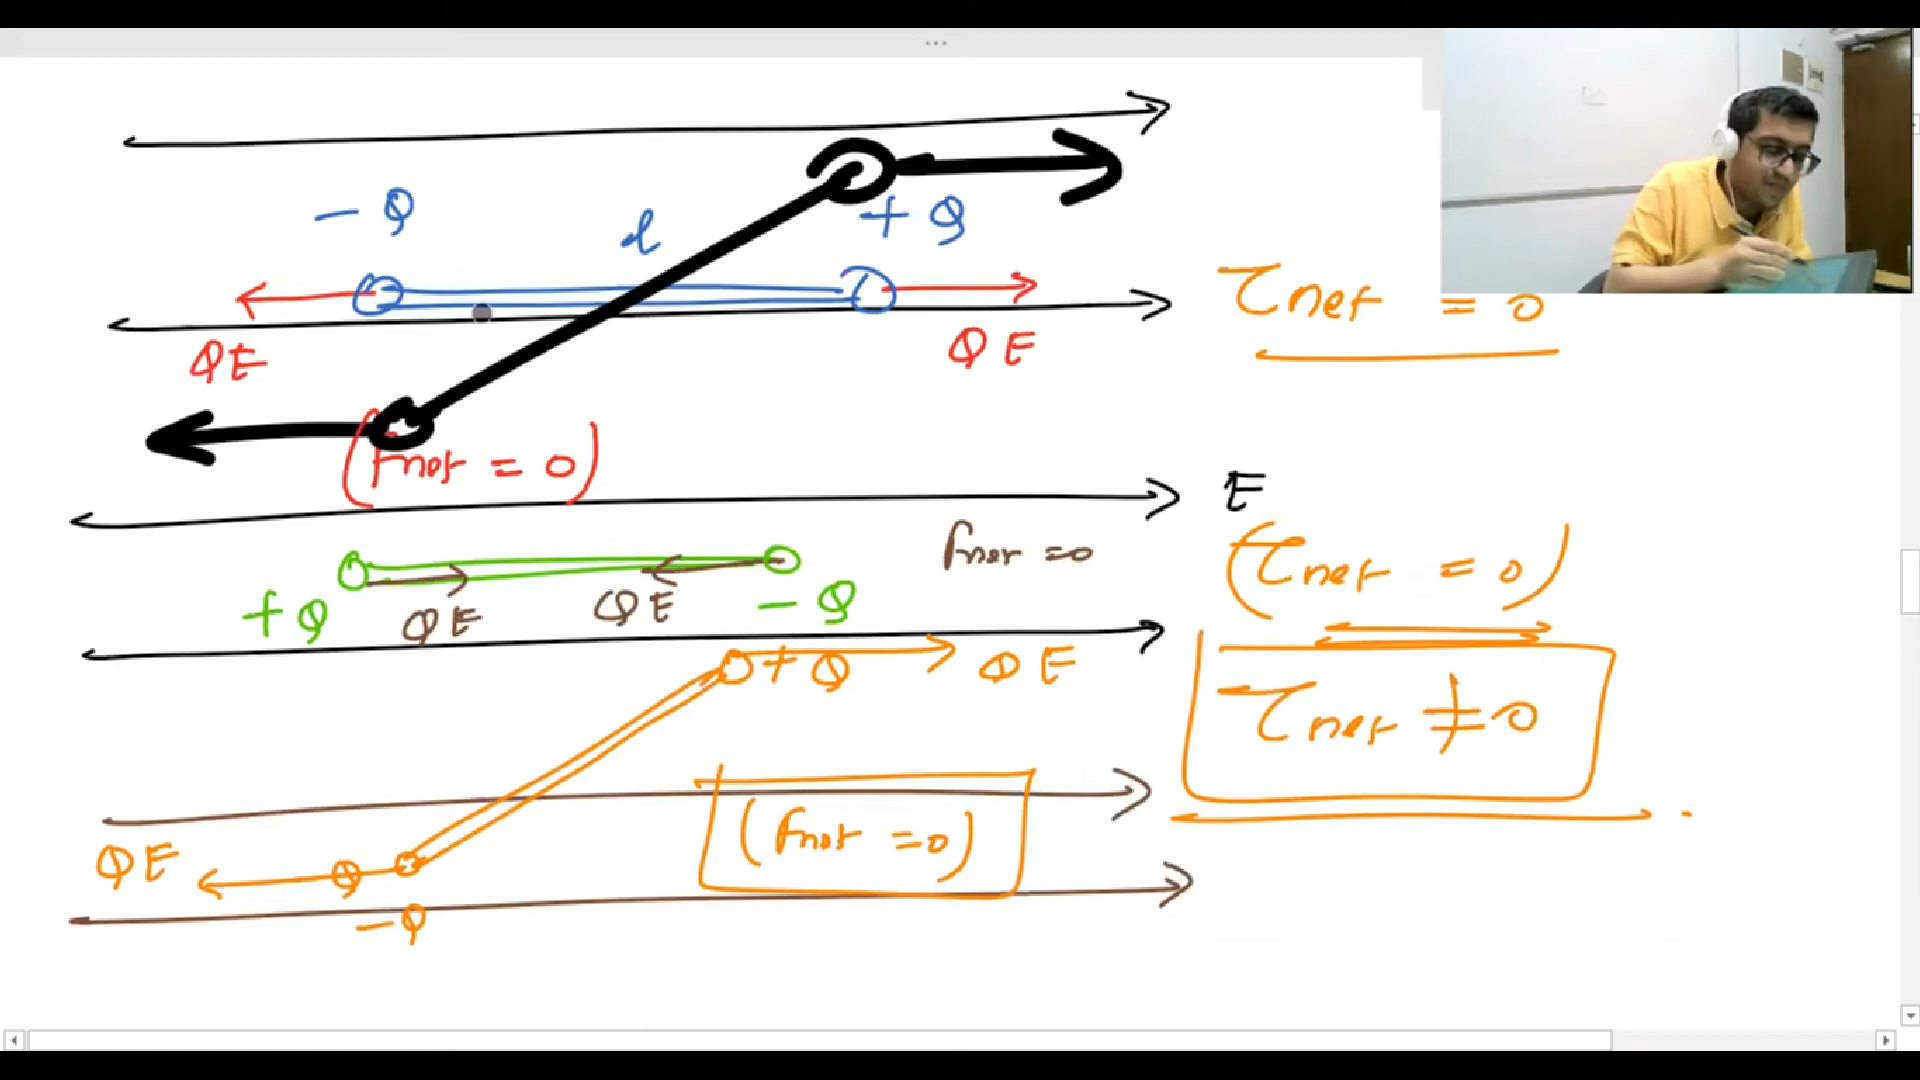 - Q
l
+ Q
τnet = 0
QE
QE
(Fnet = 0)
E
Fnet = 0
(τnet = 0)
+ Q
QE
QE
- Q
+ Q
QE
τnet ≠ 0
(Fnet = 0)
QE
- Q